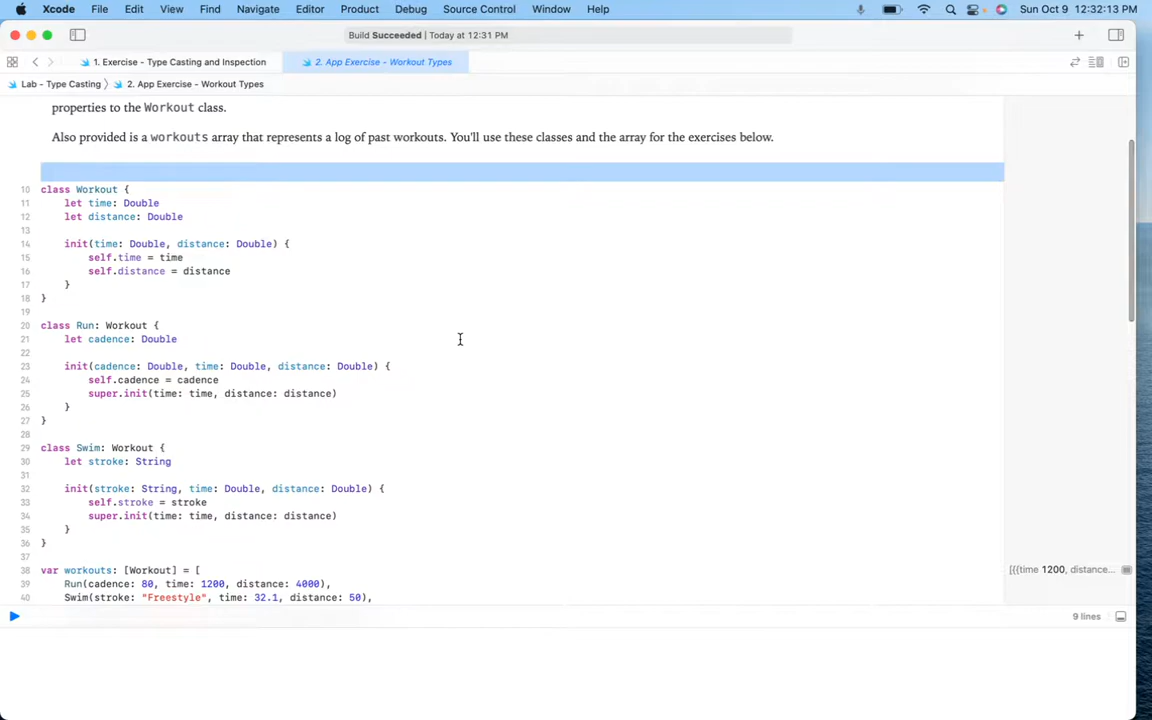 Xcode File Edit View Find Navigate Editor Product Debug Source Control Window Help Sun Oct 9 12:32:13 PM
Build Succeeded | Today at 12:31 PM
1. Exercise - Type Casting and Inspection 2. App Exercise - Workout Types
Lab - Type Casting 2. App Exercise - Workout Types
properties to the Workout class.
Also provided is a workouts array that represents a log of past workouts. You'll use these classes and the array for the exercises below.
10 class Workout {
11 let time: Double
12 let distance: Double
13
14 init(time: Double, distance: Double) {
15 self.time = time
16 self.distance = distance
17 }
18 }
19
20 class Run: Workout {
21 let cadence: Double
22
23 init(cadence: Double, time: Double, distance: Double) {
24 self.cadence = cadence
25 super.init(time: time, distance: distance)
26 }
27 }
28
29 class Swim: Workout {
30 let stroke: String
31
32 init(stroke: String, time: Double, distance: Double) {
33 self.stroke = stroke
34 super.init(time: time, distance: distance)
35 }
36 }
37
38 var workouts: [Workout] = [ [{{time 1200, distance...
39 Run(cadence: 80, time: 1200, distance: 4000),
40 Swim(stroke: "Freestyle", time: 32.1, distance: 50),
9 lines